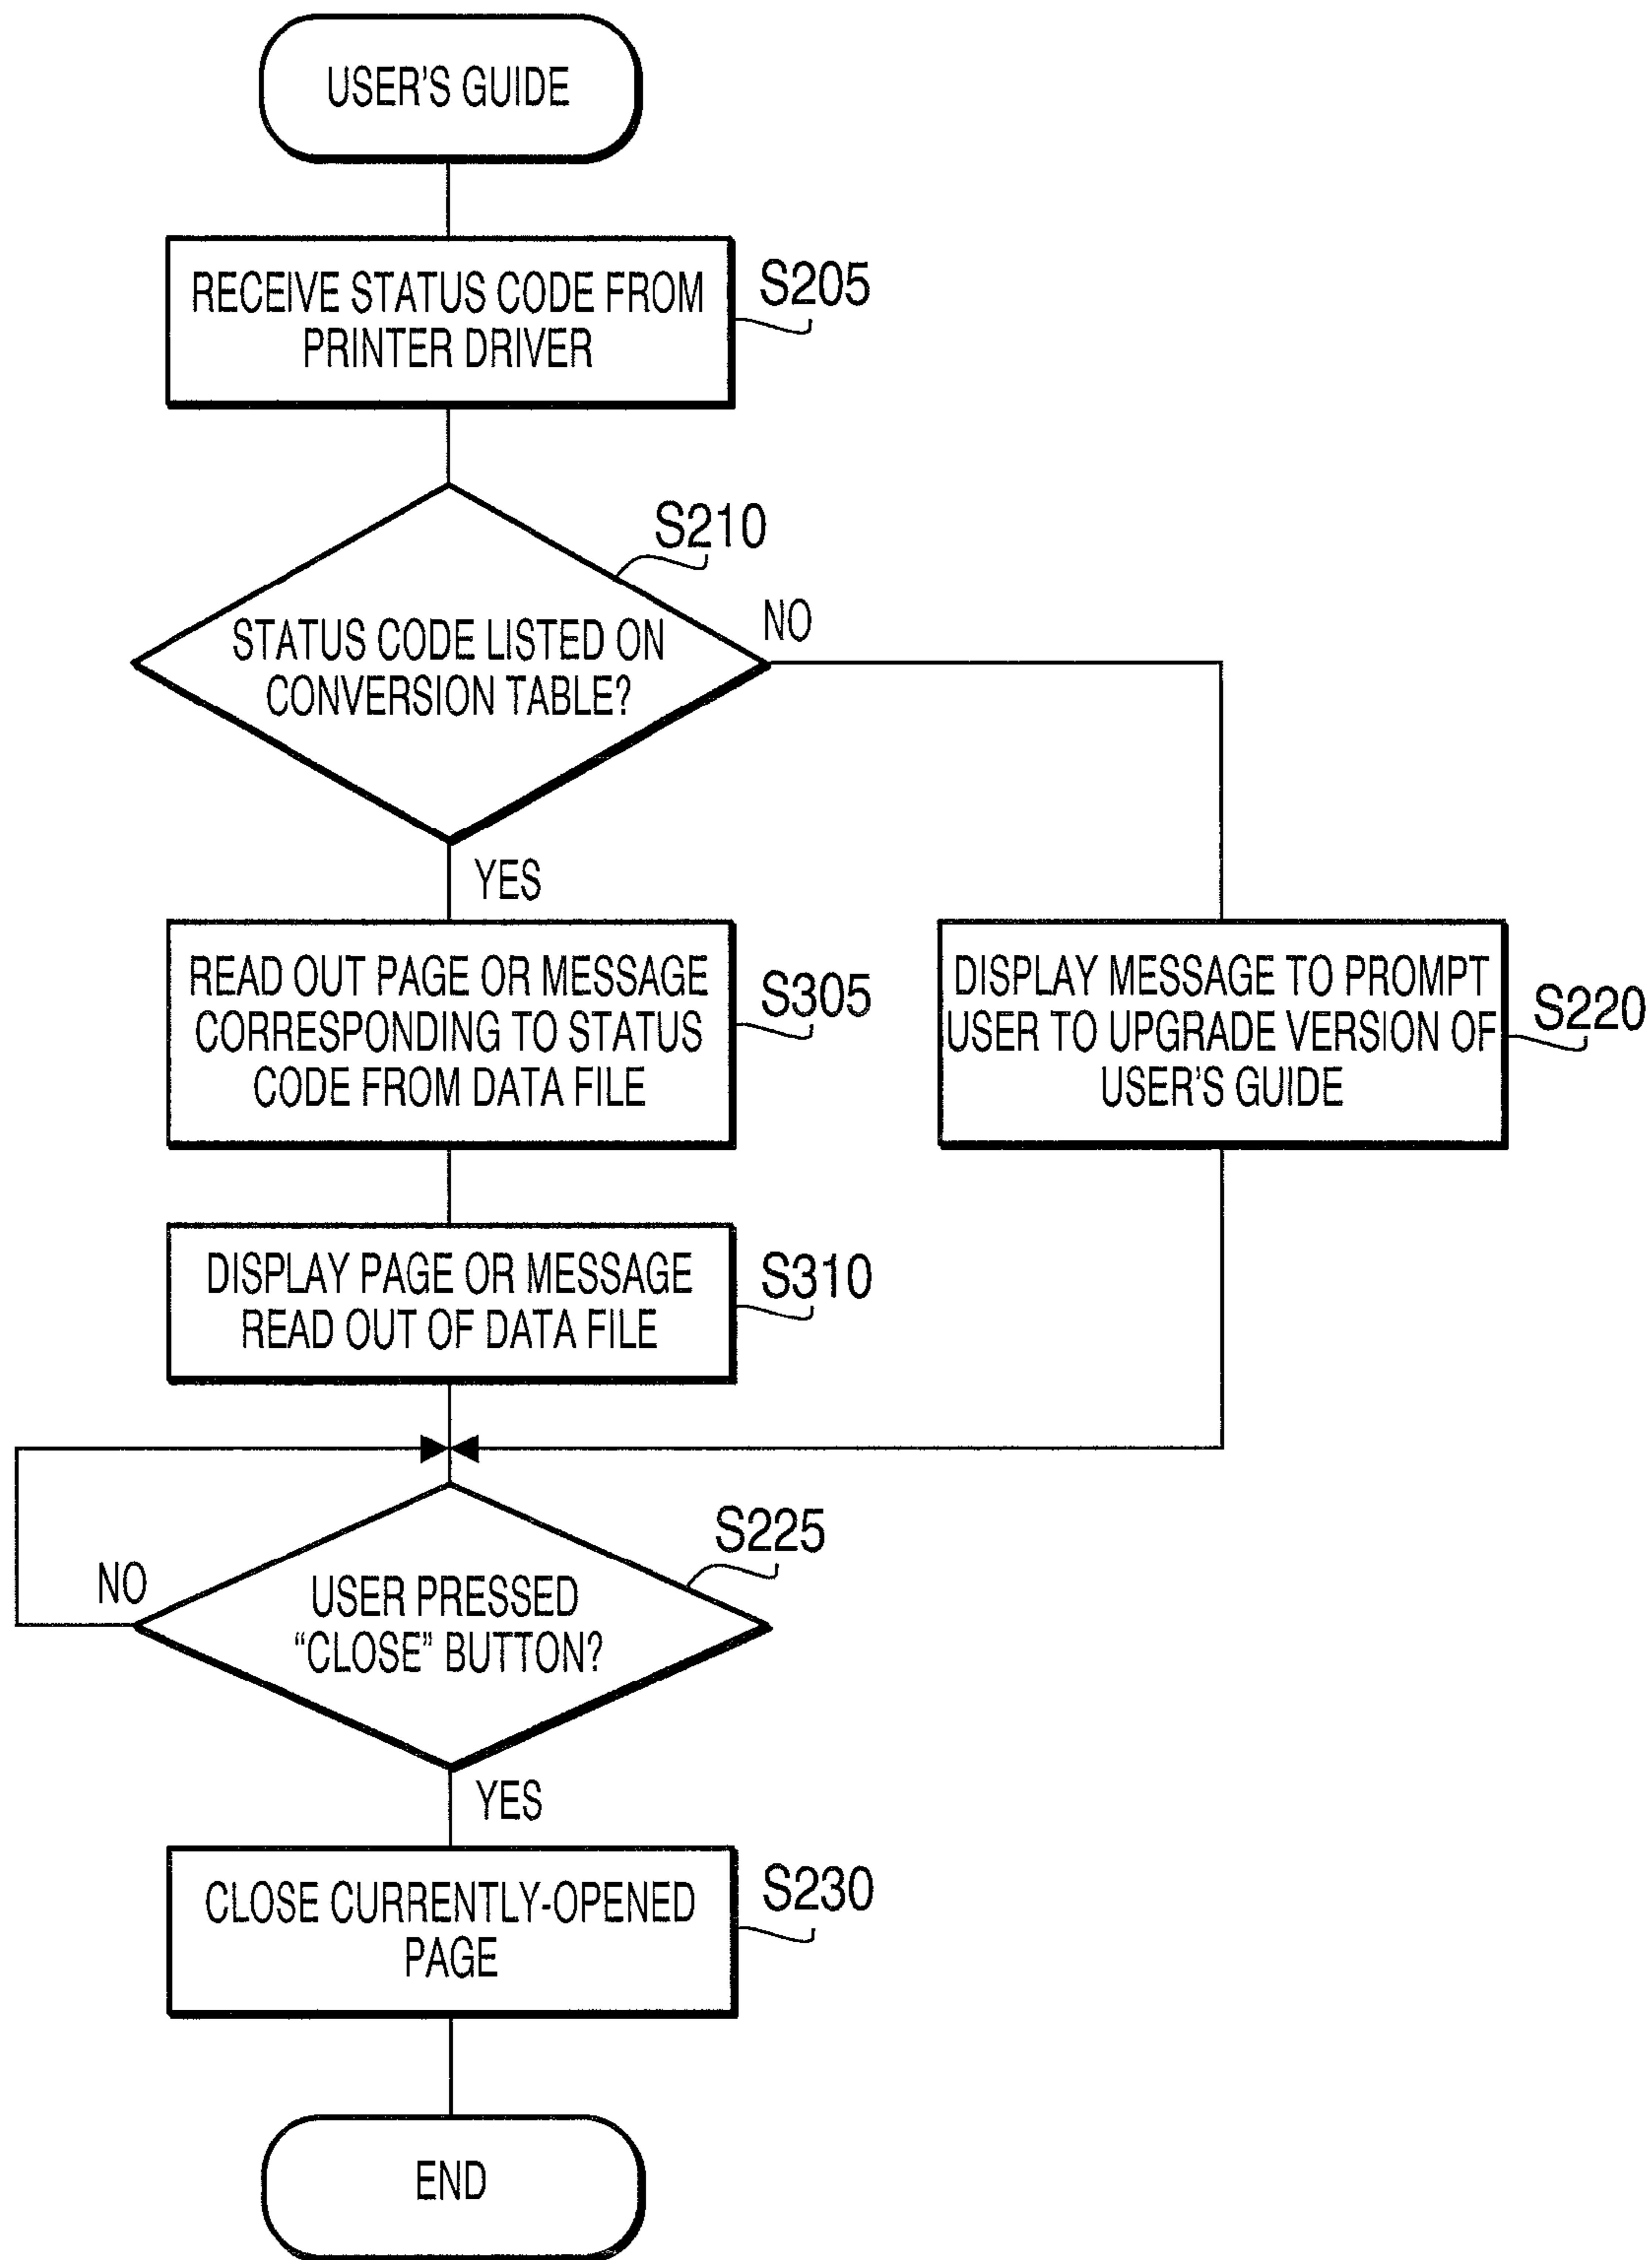 USER'S GUIDE
RECEIVE STATUS CODE FROM
PRINTER DRIVER
S205
S210
STATUS CODE LISTED ON
CONVERSION TABLE?
NO
YES
READ OUT PAGE OR MESSAGE
CORRESPONDING TO STATUS
CODE FROM DATA FILE
S305
DISPLAY MESSAGE TO PROMPT
USER TO UPGRADE VERSION OF
USER'S GUIDE
S220
DISPLAY PAGE OR MESSAGE
READ OUT OF DATA FILE
S310
S225
NO
USER PRESSED
“CLOSE” BUTTON?
YES
CLOSE CURRENTLY-OPENED
PAGE
S230
END